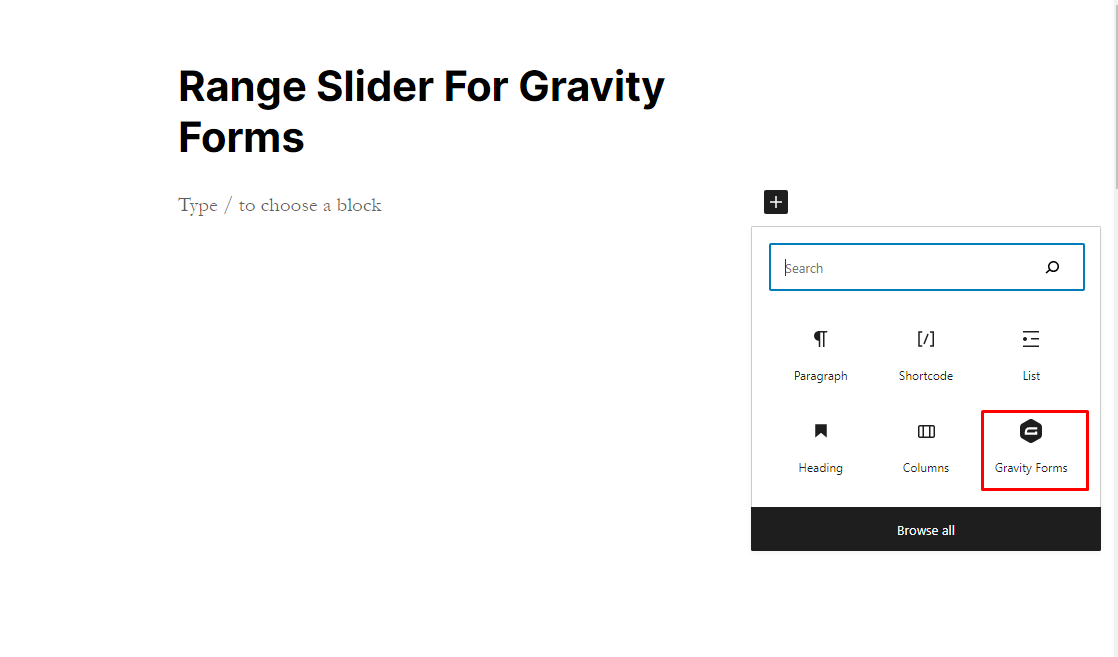 Range Slider For Gravity
Forms
Type / to choose a block
Search
Paragraph
Shortcode
List
Heading
Columns
Gravity Forms
Browse all